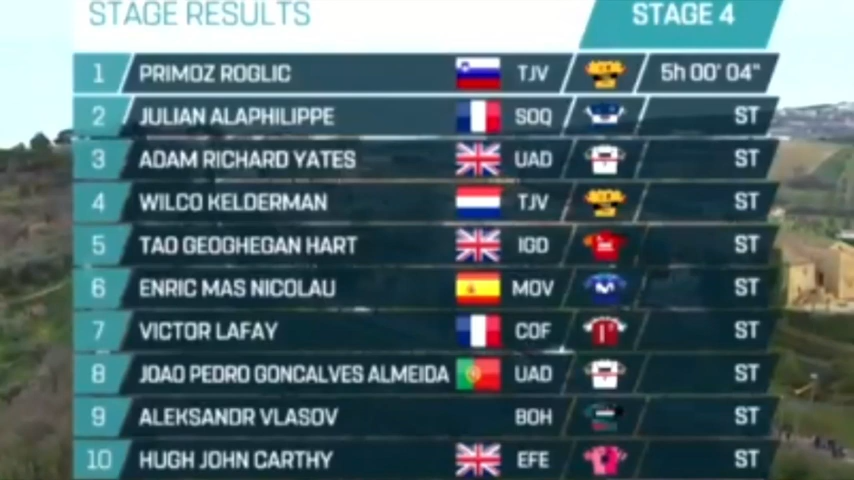 STAGE RESULTS STAGE 4
1 PRIMOZ ROGLIC TJV 5h 00' 04"
2 JULIAN ALAPHILIPPE SOQ ST
3 ADAM RICHARD YATES UAD ST
4 WILCO KELDERMAN TJV ST
5 TAO GEOGHEGAN HART IGD ST
6 ENRIC MAS NICOLAU MOV ST
7 VICTOR LAFAY COF ST
8 JOAO PEDRO GONCALVES ALMEIDA UAD ST
9 ALEKSANDR VLASOV BOH ST
10 HUGH JOHN CARTHY EFE ST